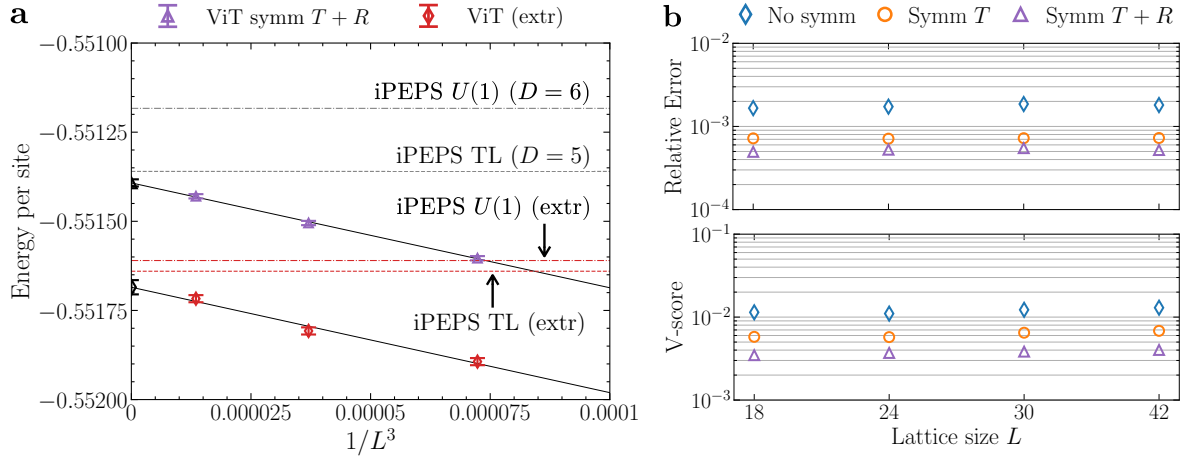 a
ViT symm T + R
ViT (extr)
−0.55100
−0.55125
−0.55150
−0.55175
−0.55200
Energy per site
iPEPS U(1) (D = 6)
iPEPS TL (D = 5)
iPEPS U(1) (extr)
iPEPS TL (extr)
0 0.000025 0.00005 0.000075 0.0001
1/L³
b
No symm
Symm T
Symm T + R
10⁻²
10⁻³
10⁻⁴
Relative Error
10⁻¹
10⁻²
10⁻³
V-score
18 24 30 42
Lattice size L